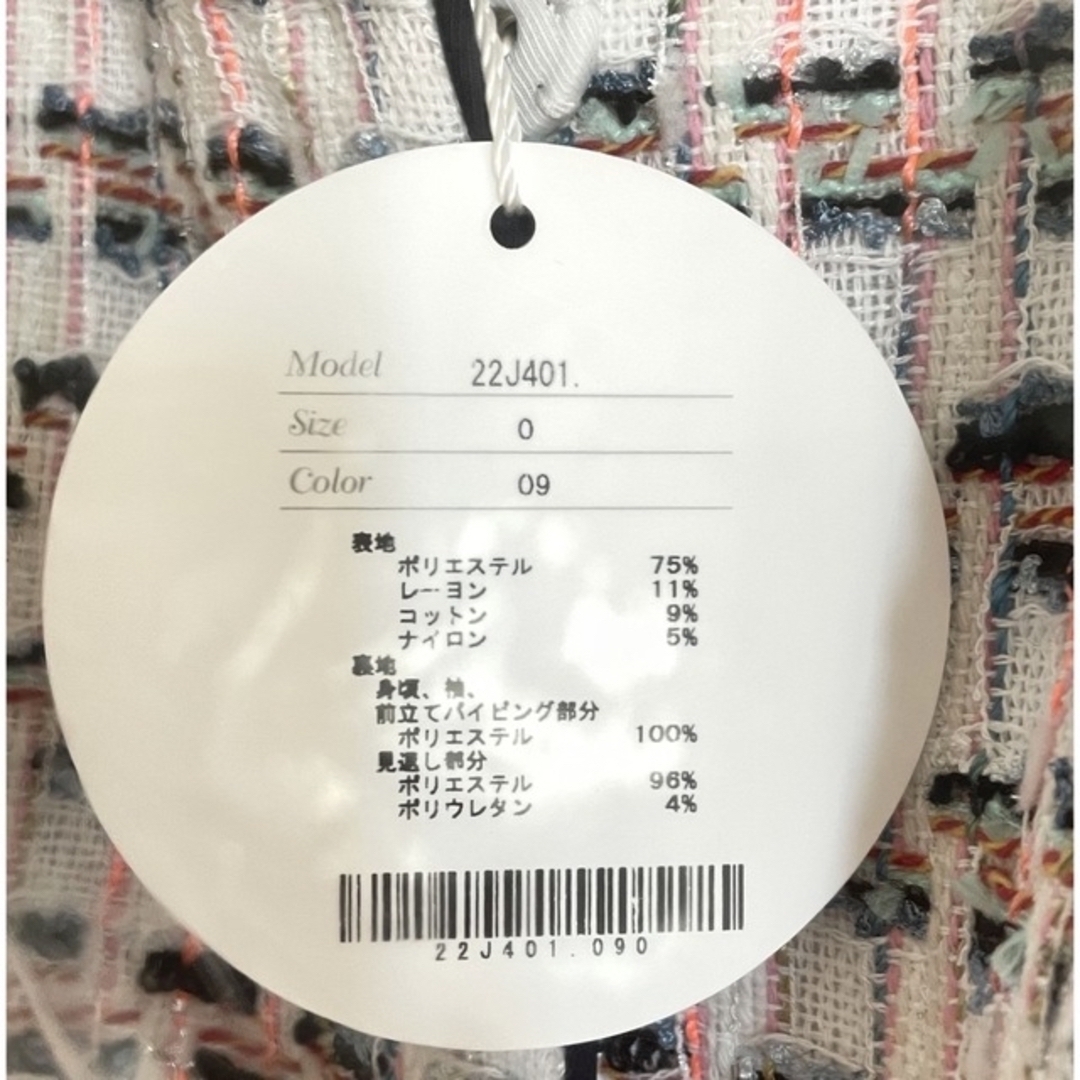 Model 22J401.
Size 0
Color 09
表地
ポリエステル 75%
レーヨン 11%
コットン 9%
ナイロン 5%
裏地
身頃、袖、
前立てパイピング部分
ポリエステル 100%
見返し部分
ポリエステル 96%
ポリウレタン 4%
22J401.090